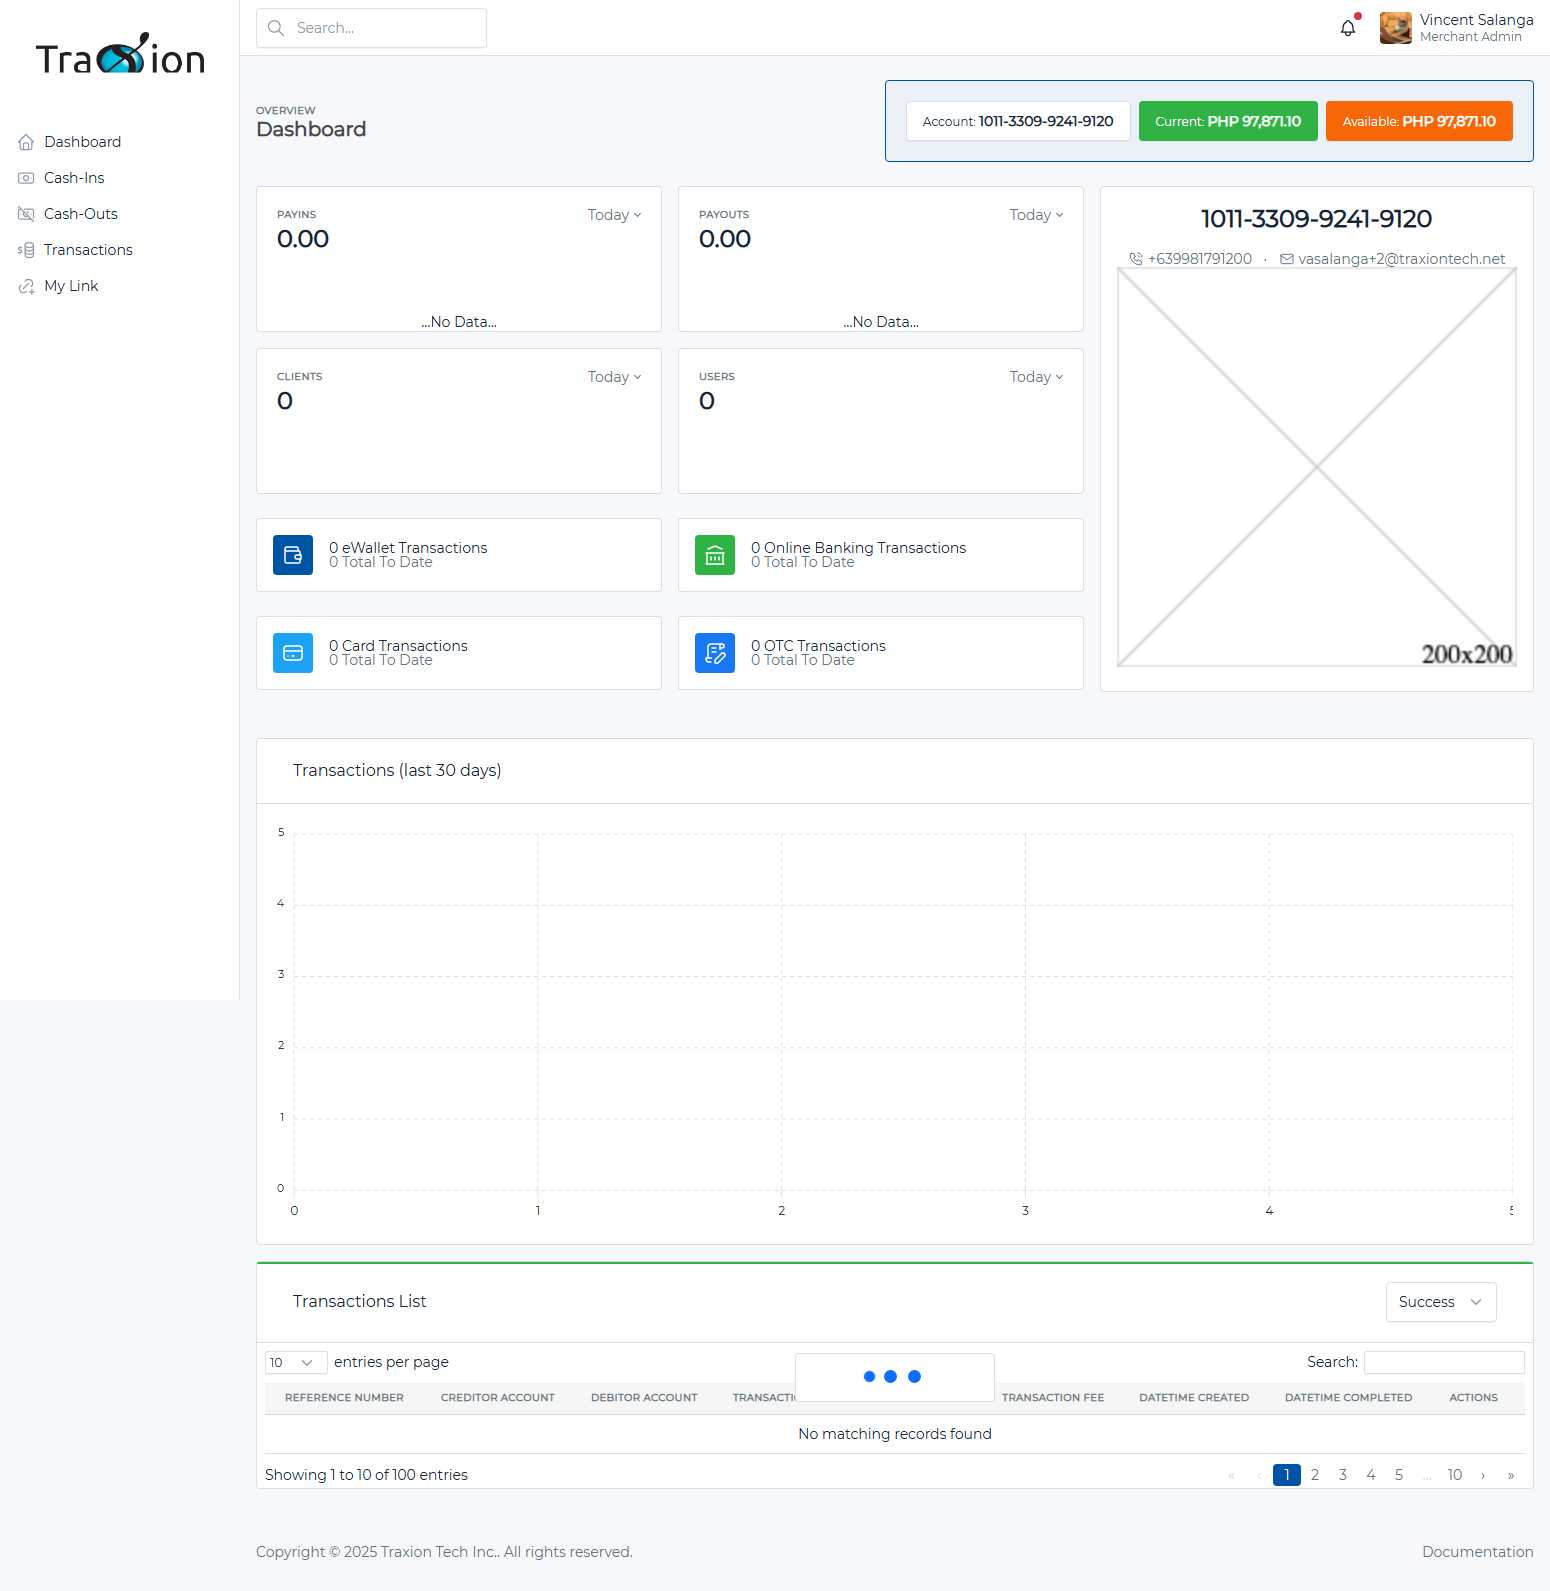 Traxion
Search...
Vincent Salanga
Merchant Admin
Dashboard
Cash-Ins
Cash-Outs
Transactions
My Link
OVERVIEW
Dashboard
Account: 1011-3309-9241-9120
Current: PHP 97,871.10
Available: PHP 97,871.10
PAYINS
Today
0.00
...No Data...
PAYOUTS
Today
0.00
...No Data...
1011-3309-9241-9120
+639981791200 · vasalanga+2@traxiontech.net
200x200
CLIENTS
Today
0
USERS
Today
0
0 eWallet Transactions
0 Total To Date
0 Online Banking Transactions
0 Total To Date
0 Card Transactions
0 Total To Date
0 OTC Transactions
0 Total To Date
Transactions (last 30 days)
5
4
3
2
1
0
0 1 2 3 4
Transactions List
Success
10 entries per page
Search:
REFERENCE NUMBER CREDITOR ACCOUNT DEBITOR ACCOUNT TRANSACTION FEE DATETIME CREATED DATETIME COMPLETED ACTIONS
No matching records found
Showing 1 to 10 of 100 entries
« ‹ 1 2 3 4 5 ... 10 › »
Copyright © 2025 Traxion Tech Inc.. All rights reserved.
Documentation